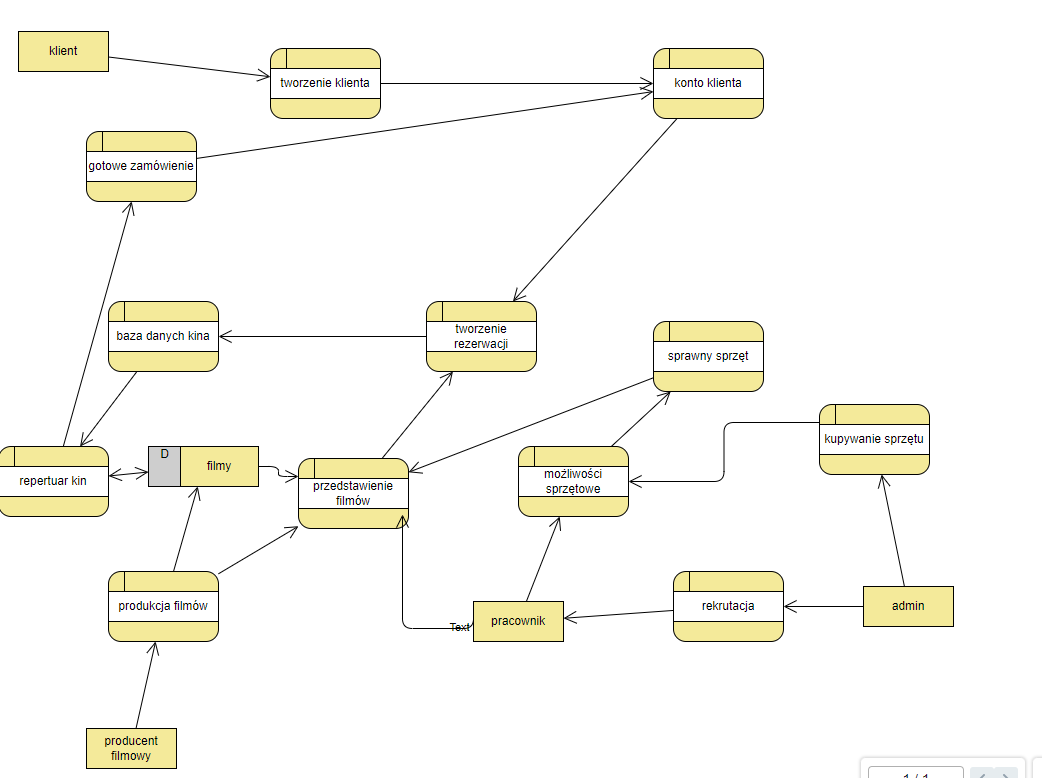 klient
tworzenie klienta
konto klienta
gotowe zamówienie
baza danych kina
tworzenie
rezerwacji
sprawny sprzęt
kupywanie sprzętu
repertuar kin
D
filmy
przedstawienie
filmów
możliwości
sprzętowe
produkcja filmów
Text
pracownik
rekrutacja
admin
producent
filmowy
1 / 1